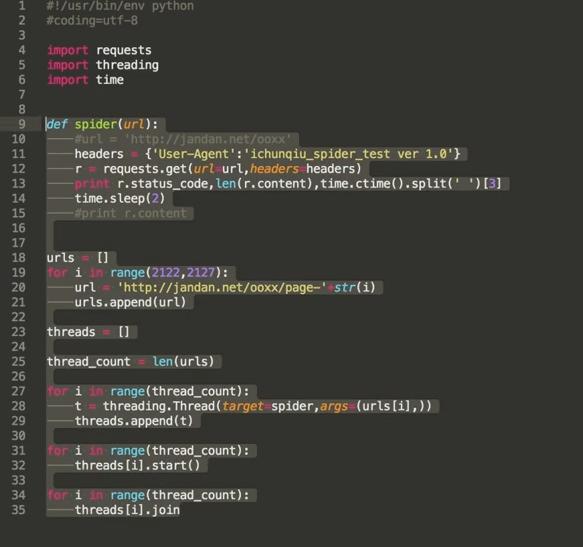 1 #!/usr/bin/env python
2 #coding=utf-8
3
4 import requests
5 import threading
6 import time
7
8
9 def spider(url):
10     #url = 'http://jandan.net/ooxx'
11     headers = {'User-Agent':'ichunqiu_spider_test ver 1.0'}
12     r = requests.get(url=url,headers=headers)
13     print r.status_code,len(r.content),time.ctime().split(' ')[3]
14     time.sleep(2)
15     #print r.content
16
17
18 urls = []
19 for i in range(2122,2127):
20     url = 'http://jandan.net/ooxx/page-'+str(i)
21     urls.append(url)
22
23 threads = []
24
25 thread_count = len(urls)
26
27 for i in range(thread_count):
28     t = threading.Thread(target=spider,args=(urls[i],))
29     threads.append(t)
30
31 for i in range(thread_count):
32     threads[i].start()
33
34 for i in range(thread_count):
35     threads[i].join